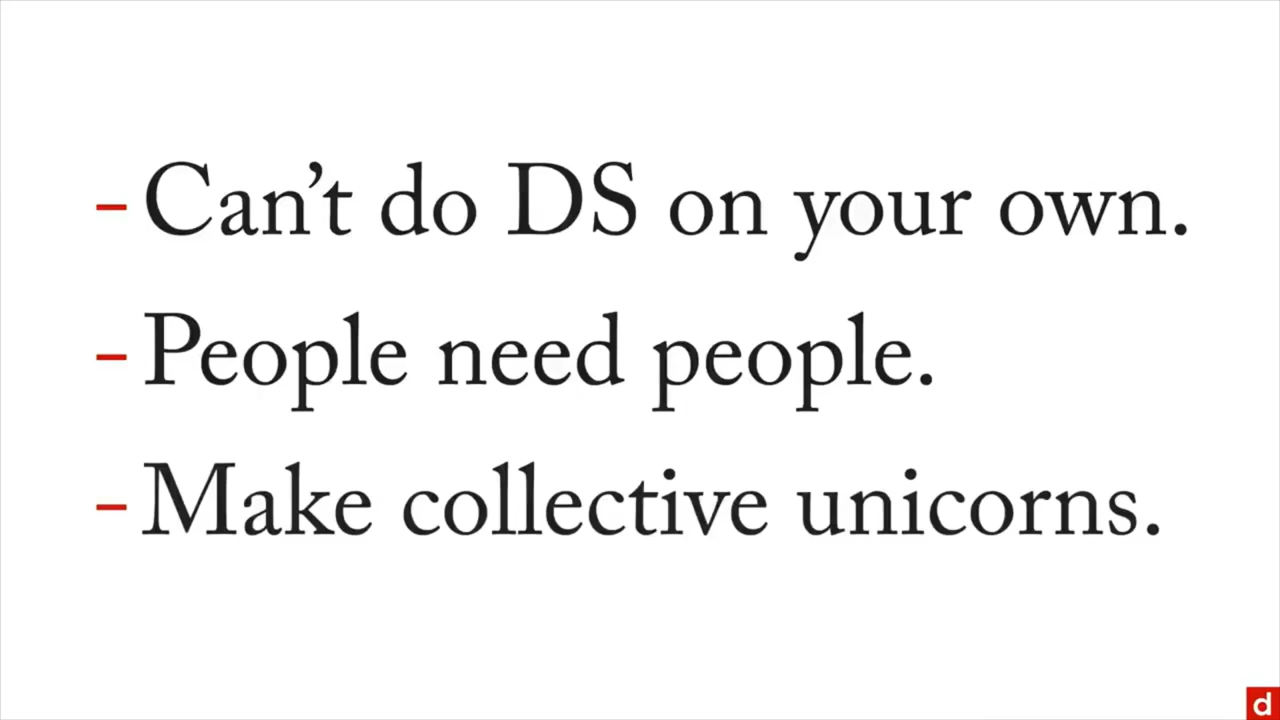 - Can’t do DS on your own.
- People need people.
- Make collective unicorns.
d